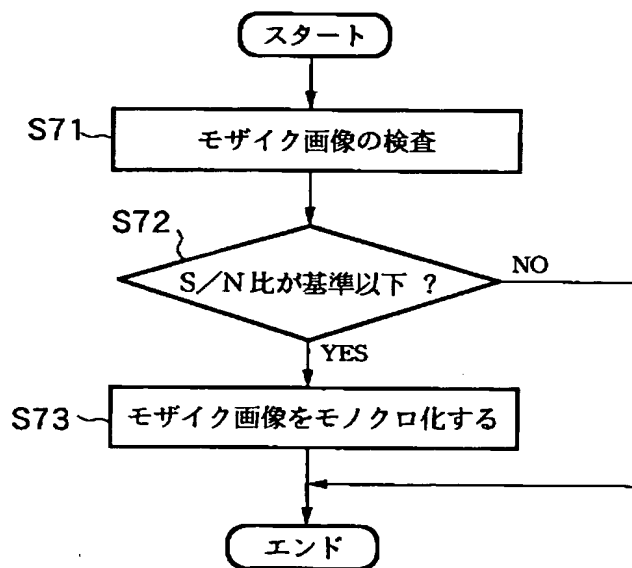 スタート
S71
モザイク画像の検査
S72
S/N比が基準以下 ?
NO
YES
S73
モザイク画像をモノクロ化する
エンド